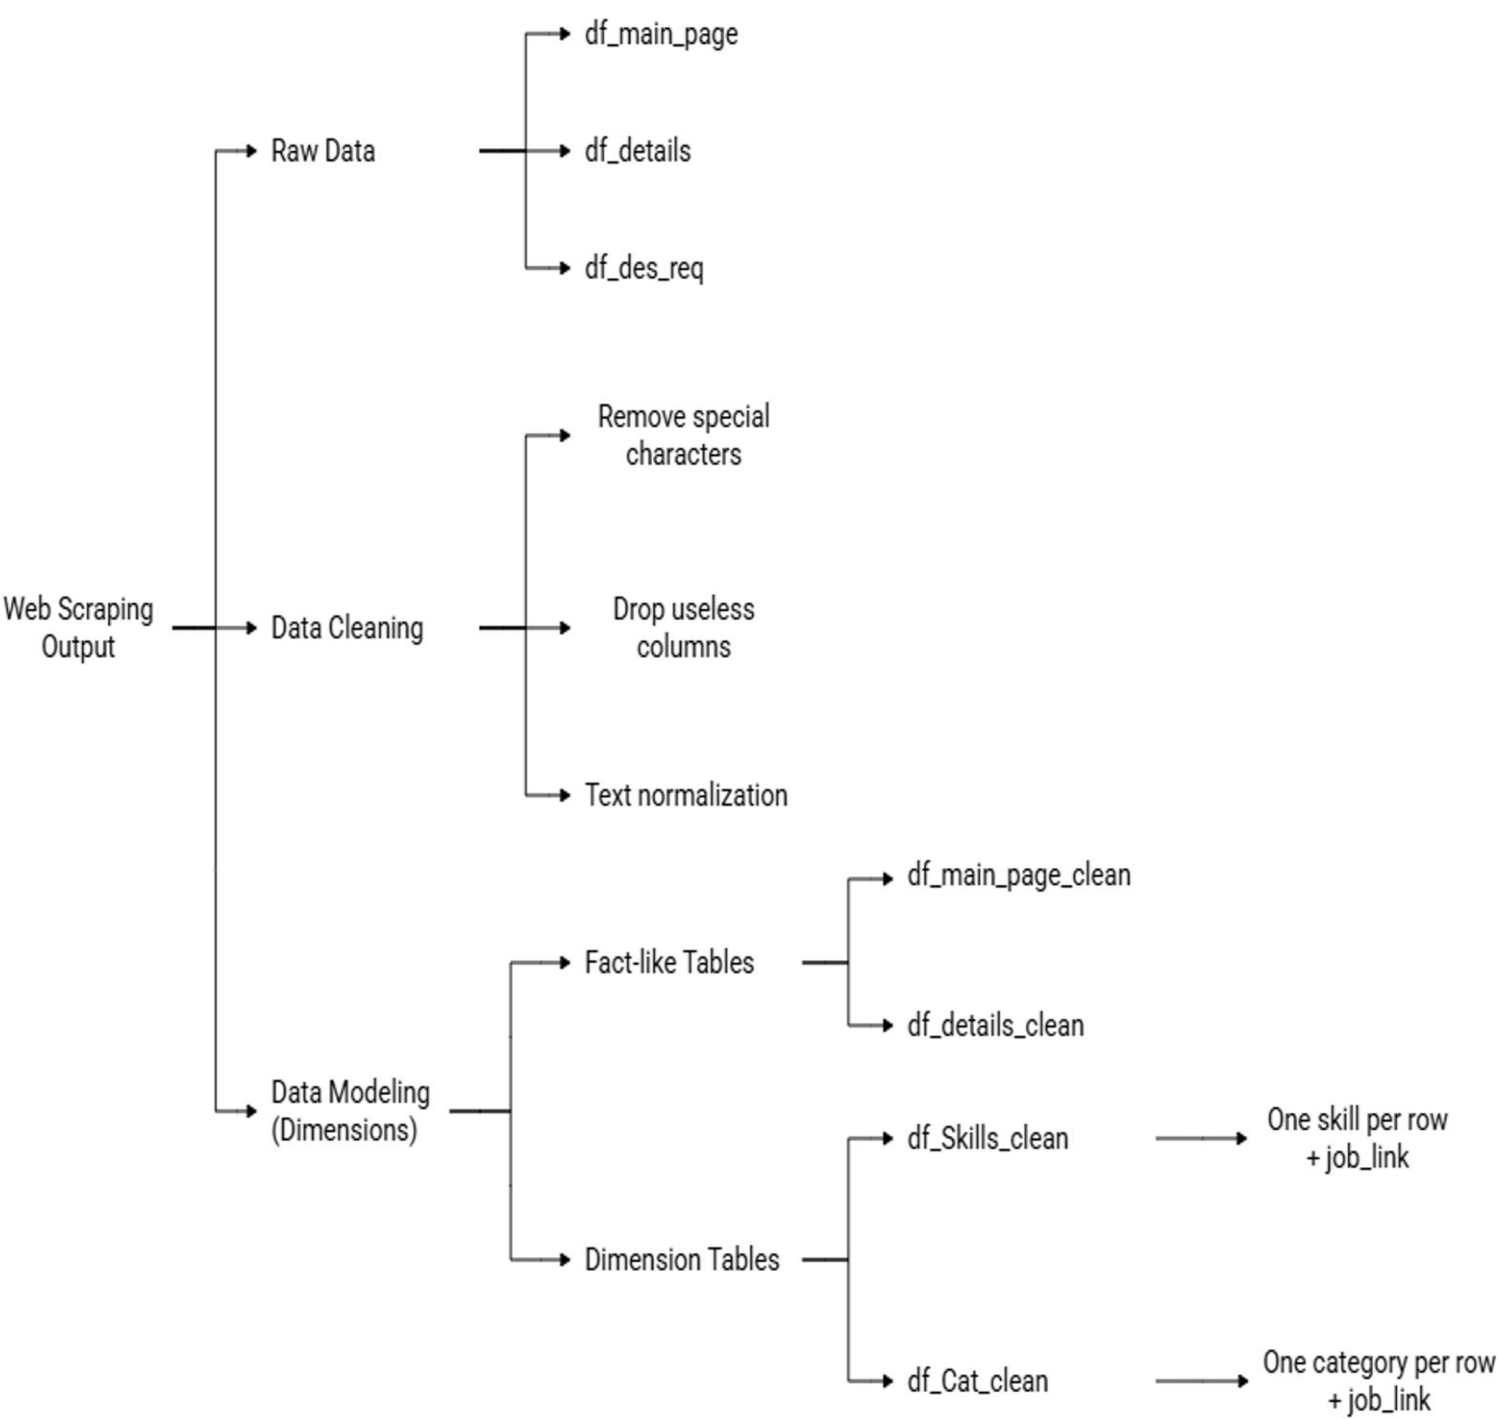 df_main_page
Raw Data
df_details
df_des_req
Remove special
characters
Web Scraping
Output
Data Cleaning
Drop useless
columns
Text normalization
df_main_page_clean
Fact-like Tables
df_details_clean
Data Modeling
(Dimensions)
df_Skills_clean
One skill per row
+ job_link
Dimension Tables
df_Cat_clean
One category per row
+ job_link